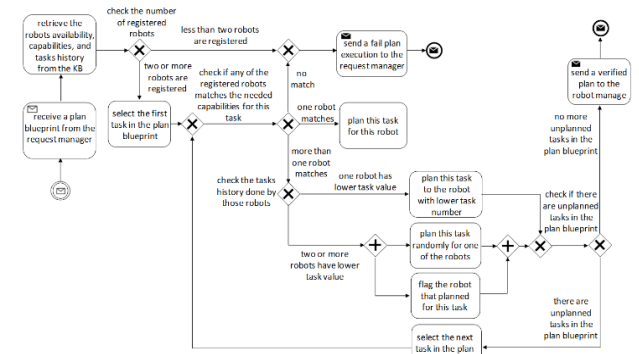 retrieve the
robots availability,
capabilities, and
tasks history
from the KB
check the number
of registered
robots
less than two robots
are registered
send a fail plan
execution to the
request manager
two or more
robots are
registered
check if any of the
registered robots
matches the needed
capabilities for this
task
no
match
send a verified
plan to the
robot manage
receive a plan
blueprint from the
request manager
select the first
task in the plan
blueprint
one robot
matches
plan this task
for this robot
no more
unplanned
tasks in the
plan blueprint
more than
one robot
matches
check the tasks
history done by
those robots
one robot has
lower task value
plan this task
to the robot
with lower task
number
check if there
are unplanned
tasks in the
plan blueprint
two or more
robots have lower
task value
plan this task
randomly for one
of the robots
flag the robot
that planned
for this task
there are
unplanned
tasks in the
plan blueprint
select the next
task in the plan